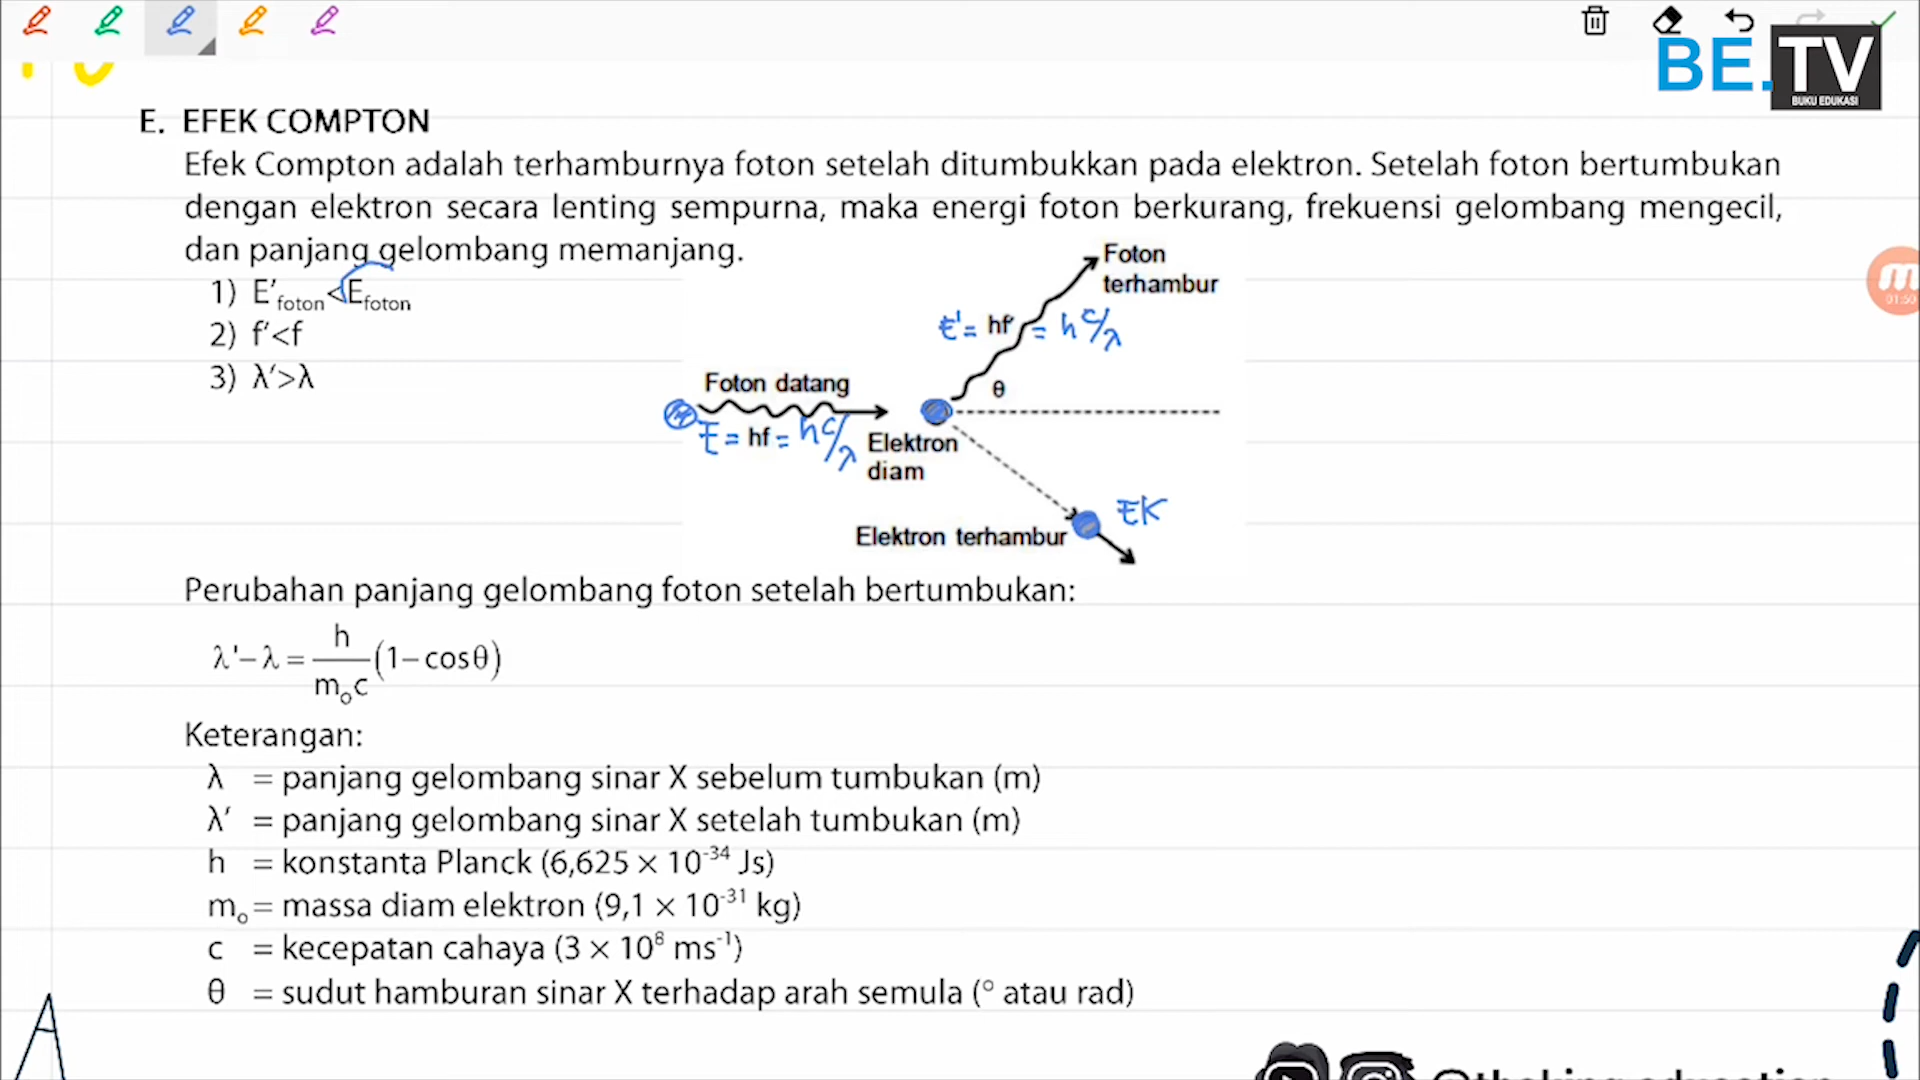 BE.TV
BUKU EDUKASI
E. EFEK COMPTON
Efek Compton adalah terhamburnya foton setelah ditumbukkan pada elektron. Setelah foton bertumbukan
dengan elektron secara lenting sempurna, maka energi foton berkurang, frekuensi gelombang mengecil,
dan panjang gelombang memanjang.
1) E′foton < Efoton
2) f′<f
3) λ′>λ
Foton
terhambur
E' = hf' = h c/λ
θ
Foton datang
E = hf = h c/λ
Elektron
diam
EK
Elektron terhambur
01:50
Perubahan panjang gelombang foton setelah bertumbukan:
λ'−λ = h/m₀c (1−cosθ)
Keterangan:
λ = panjang gelombang sinar X sebelum tumbukan (m)
λ′ = panjang gelombang sinar X setelah tumbukan (m)
h = konstanta Planck (6,625 × 10⁻³⁴ Js)
m₀ = massa diam elektron (9,1 × 10⁻³¹ kg)
c = kecepatan cahaya (3 × 10⁸ ms⁻¹)
θ = sudut hamburan sinar X terhadap arah semula (° atau rad)
A